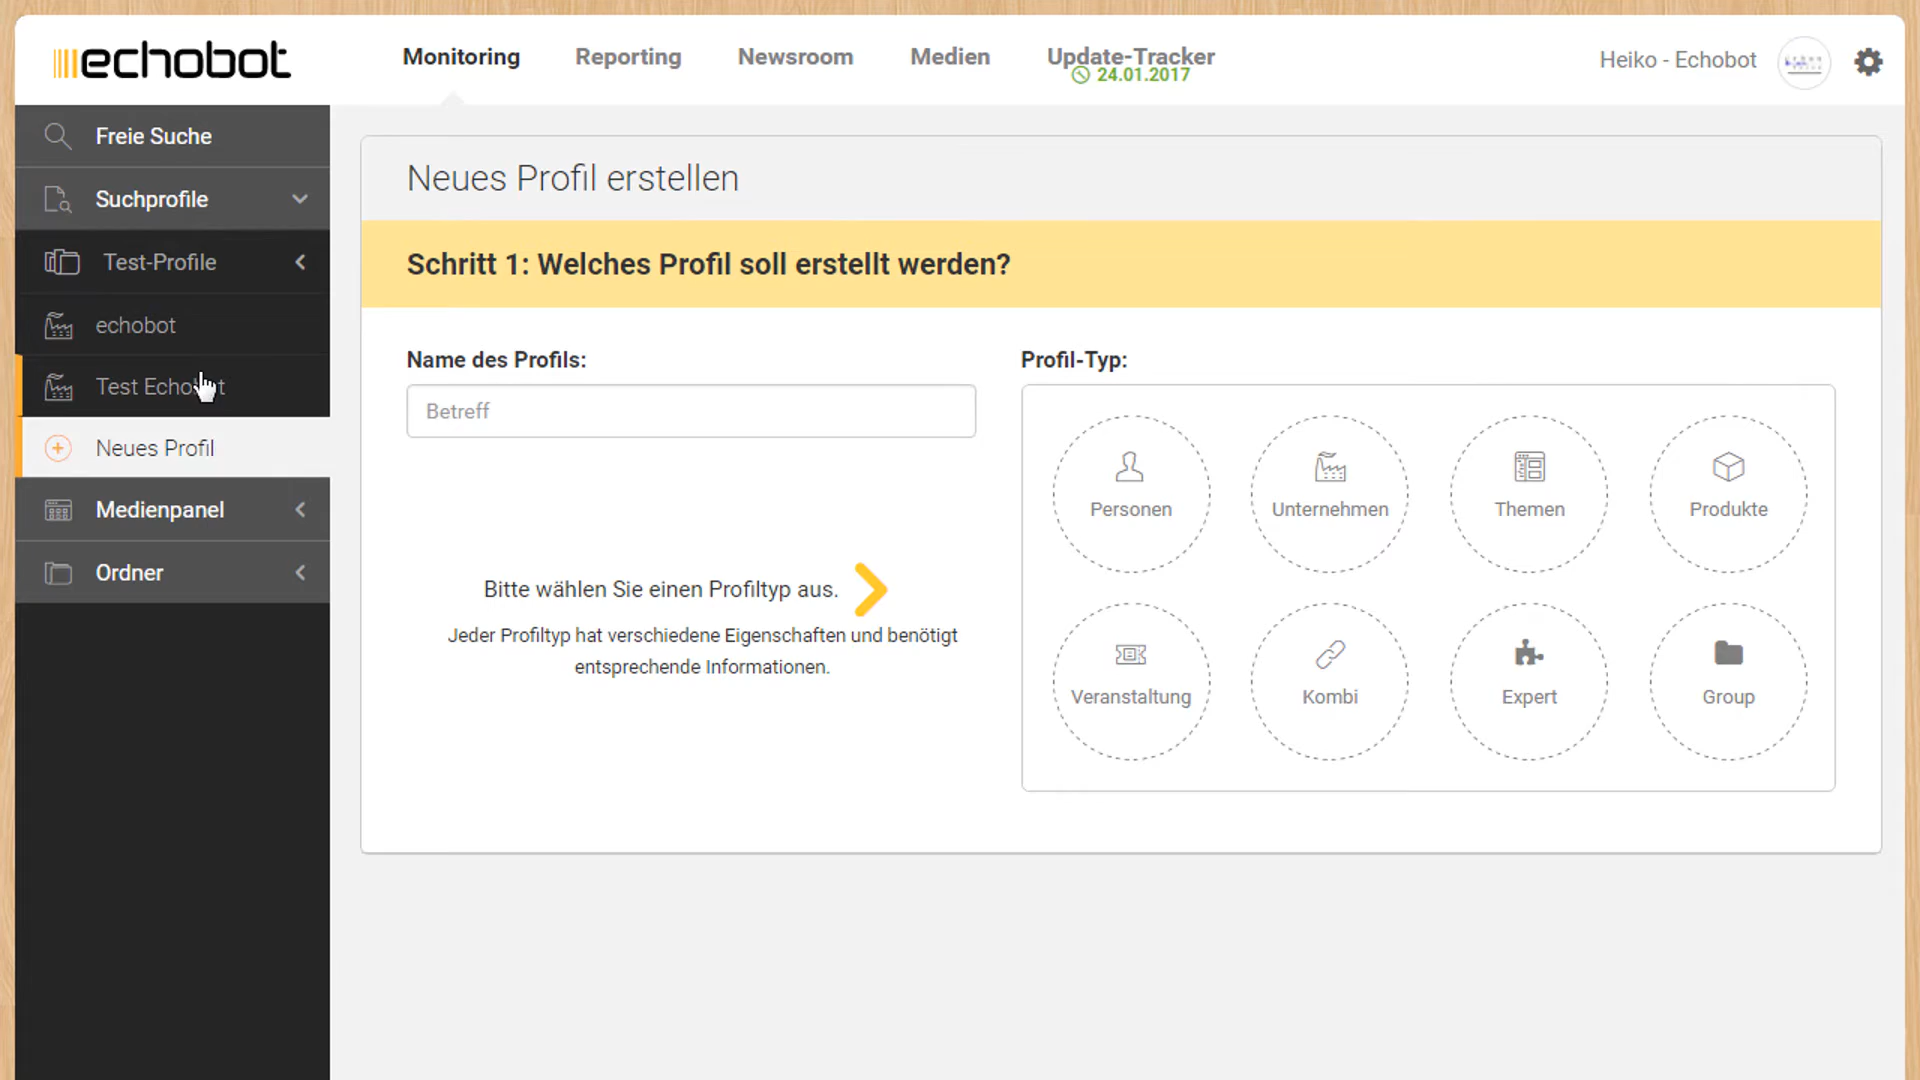 echobot
Monitoring
Reporting
Newsroom
Medien
Update-Tracker
24.01.2017
Heiko - Echobot
Freie Suche
Suchprofile
Test-Profile
echobot
Test Echobot
Neues Profil
Medienpanel
Ordner
Neues Profil erstellen
Schritt 1: Welches Profil soll erstellt werden?
Name des Profils:
Betreff
Bitte wählen Sie einen Profiltyp aus.
Jeder Profiltyp hat verschiedene Eigenschaften und benötigt
entsprechende Informationen.
Profil-Typ:
Personen
Unternehmen
Themen
Produkte
Veranstaltung
Kombi
Expert
Group